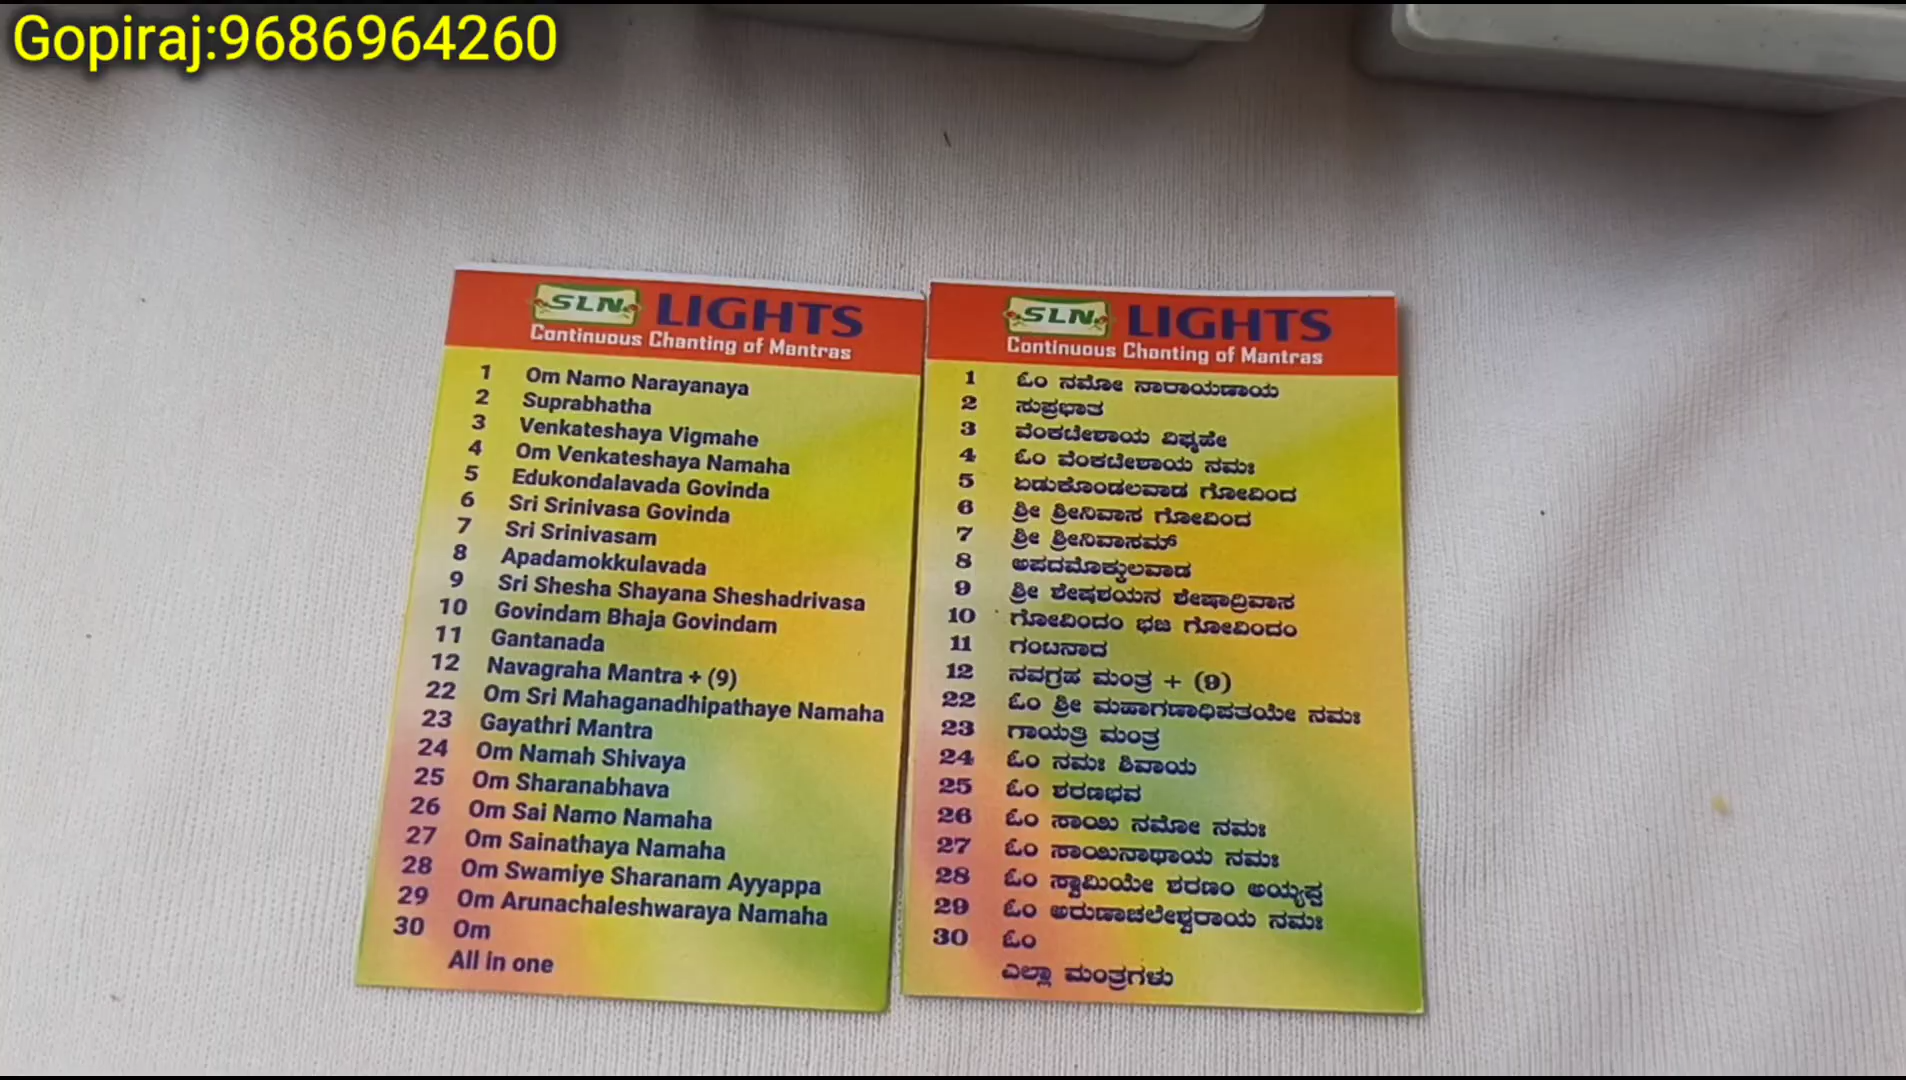 Gopiraj:9686964260
SLN LIGHTS
Continuous Chanting of Mantras
1 Om Namo Narayanaya
2 Suprabhatha
3 Venkateshaya Vigmahe
4 Om Venkateshaya Namaha
5 Edukondalavada Govinda
6 Sri Srinivasa Govinda
7 Sri Srinivasam
8 Apadamokkulavada
9 Sri Shesha Shayana Sheshadrivasa
10 Govindam Bhaja Govindam
11 Gantanada
12 Navagraha Mantra + (9)
22 Om Sri Mahaganadhipathaye Namaha
23 Gayathri Mantra
24 Om Namah Shivaya
25 Om Sharanabhava
26 Om Sai Namo Namaha
27 Om Sainathaya Namaha
28 Om Swamiye Sharanam Ayyappa
29 Om Arunachaleshwaraya Namaha
30 Om
All in one
SLN LIGHTS
Continuous Chanting of Mantras
1 ಓಂ ನಮೋ ನಾರಾಯಣಾಯ
2 ಸುಪ್ರಭಾತ
3 ವೆಂಕಟೇಶಾಯ ವಿಘ್ಮಹೇ
4 ಓಂ ವೆಂಕಟೇಶಾಯ ನಮಃ
5 ಏಡುಕೊಂಡಲವಾಡ ಗೋವಿಂದ
6 ಶ್ರೀ ಶ್ರೀನಿವಾಸ ಗೋವಿಂದ
7 ಶ್ರೀ ಶ್ರೀನಿವಾಸಮ್
8 ಅಪದಮೊಕ್ಕುಲವಾಡ
9 ಶ್ರೀ ಶೇಷಶಯನ ಶೇಷಾದ್ರಿವಾಸ
10 ಗೋವಿಂದಂ ಭಜ ಗೋವಿಂದಂ
11 ಗಂಟನಾದ
12 ನವಗ್ರಹ ಮಂತ್ರ + (9)
22 ಓಂ ಶ್ರೀ ಮಹಾಗಣಾಧಿಪತಯೇ ನಮಃ
23 ಗಾಯತ್ರಿ ಮಂತ್ರ
24 ಓಂ ನಮಃ ಶಿವಾಯ
25 ಓಂ ಶರಣಭವ
26 ಓಂ ಸಾಯಿ ನಮೋ ನಮಃ
27 ಓಂ ಸಾಯಿನಾಥಾಯ ನಮಃ
28 ಓಂ ಸ್ವಾಮಿಯೇ ಶರಣಂ ಅಯ್ಯಪ್ಪ
29 ಓಂ ಅರುಣಾಚಲೇಶ್ವರಾಯ ನಮಃ
30 ಓಂ
ಎಲ್ಲಾ ಮಂತ್ರಗಳು